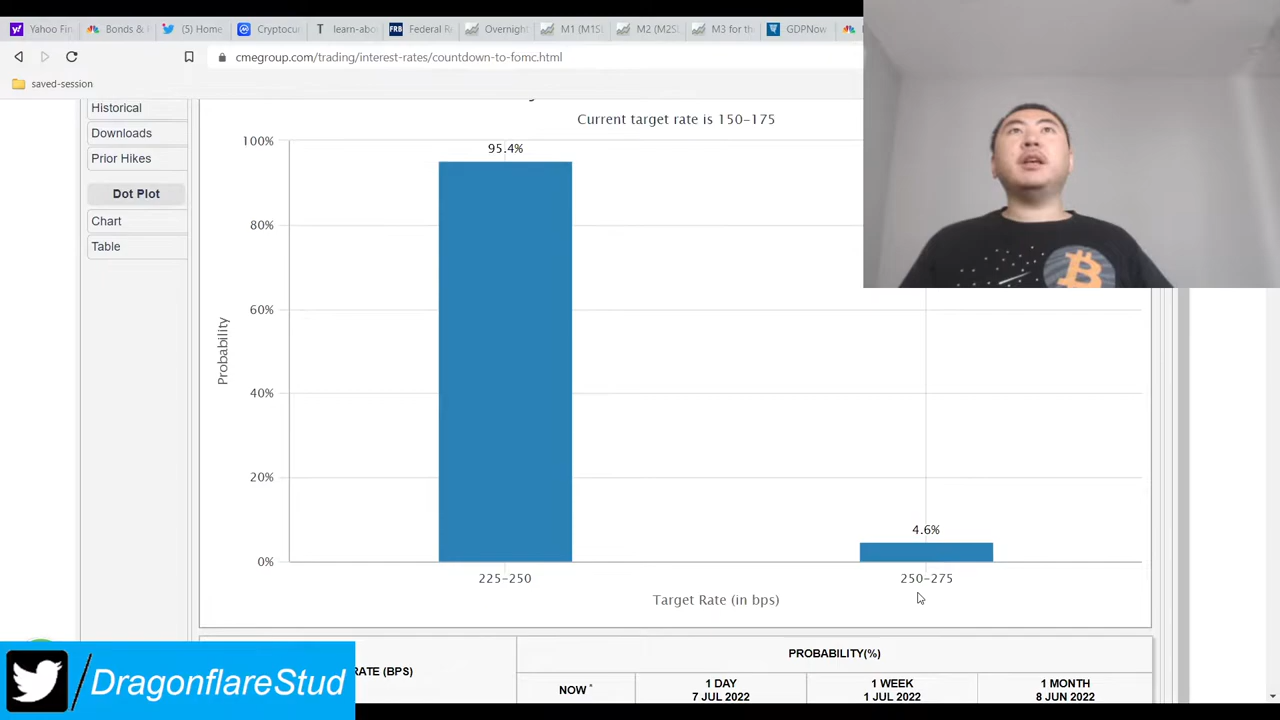 Yahoo Fin
Bonds &
(5) Home
Cryptocur
learn-abo
Federal Re
Overnight
M1 (M1SL
M2 (M2SL
M3 for th
GDPNow
cmegroup.com/trading/interest-rates/countdown-to-fomc.html
saved-session
Historical
Downloads
Prior Hikes
Dot Plot
Chart
Table
Current target rate is 150-175
100%
80%
60%
40%
20%
0%
Probability
95.4%
4.6%
225-250
250-275
Target Rate (in bps)
RATE (BPS)
PROBABILITY(%)
NOW *
1 DAY
7 JUL 2022
1 WEEK
1 JUL 2022
1 MONTH
8 JUN 2022
DragonflareStud